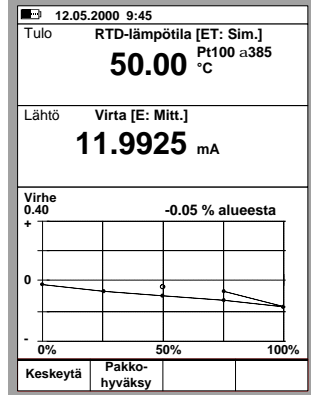 12.05.2000 9:45
Tulo RTD-lämpötila [ET: Sim.]
50.00 °C Pt100 α385
Lähtö Virta [E: Mitt.]
11.9925 mA
Virhe
0.40 -0.05 % alueesta
+
0
-
0% 50% 100%
Keskeytä Pakko-hyväksy